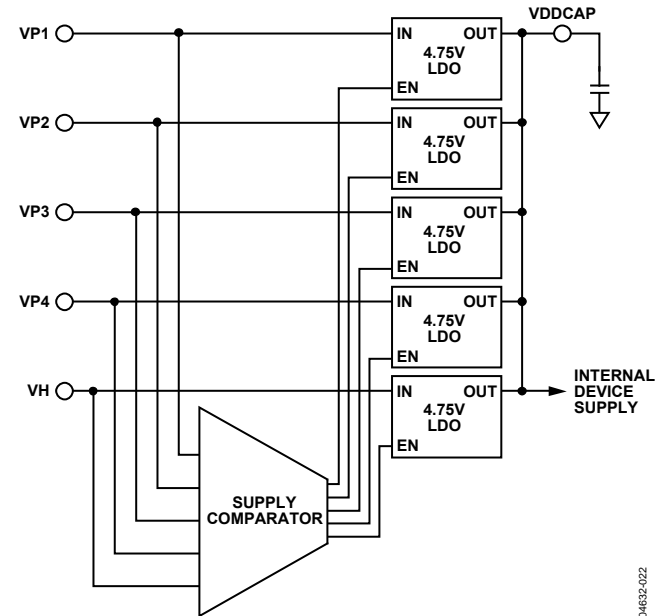 VDDCAP
VP1
IN OUT
4.75V
LDO
EN
VP2
IN OUT
4.75V
LDO
EN
VP3
IN OUT
4.75V
LDO
EN
VP4
IN OUT
4.75V
LDO
EN
VH
IN OUT
4.75V
LDO
EN
INTERNAL
DEVICE
SUPPLY
SUPPLY
COMPARATOR
04632-022